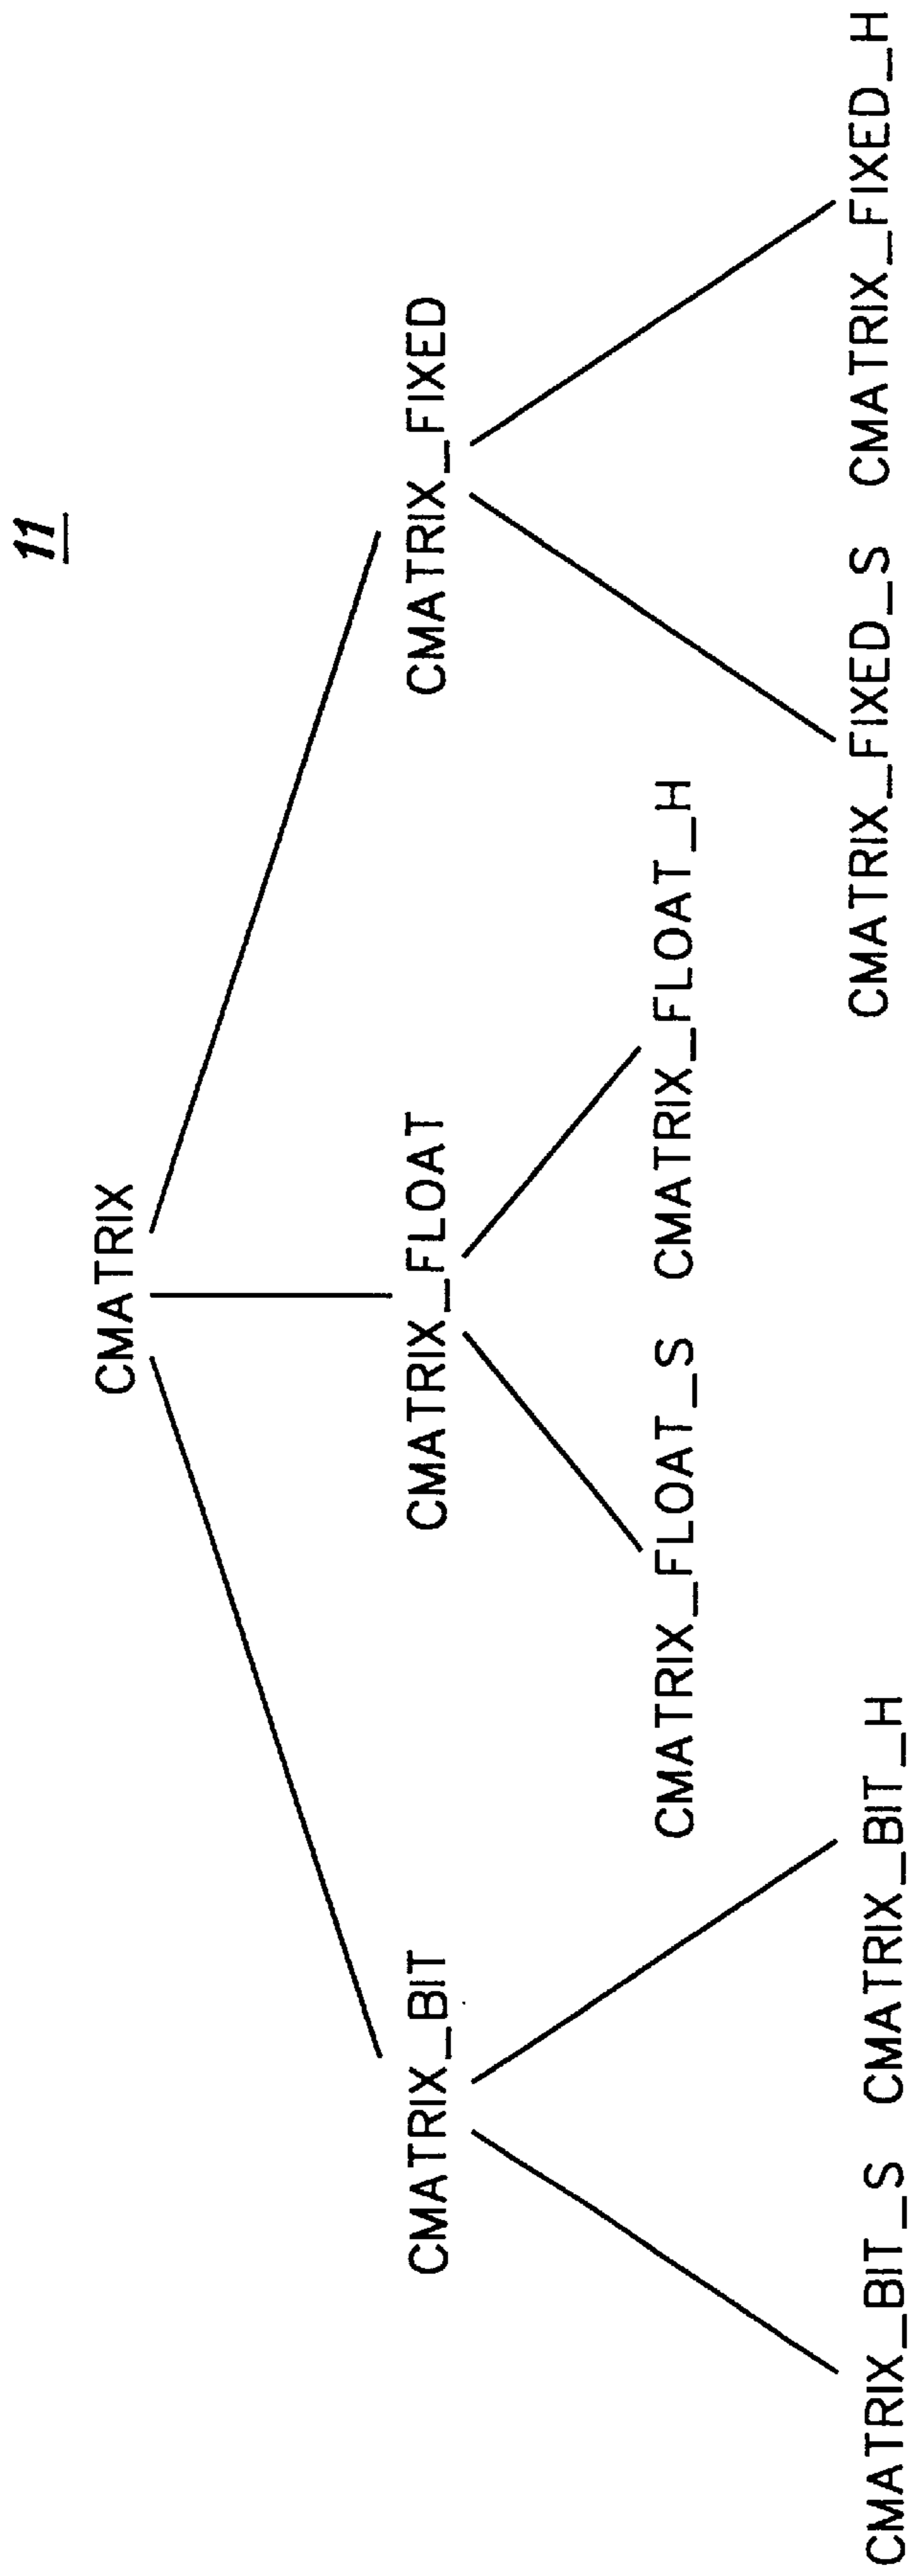 11
CMATRIX
CMATRIX_BIT
CMATRIX_FLOAT
CMATRIX_FIXED
CMATRIX_FLOAT_S
CMATRIX_FLOAT_H
CMATRIX_BIT_S
CMATRIX_BIT_H
CMATRIX_FIXED_S
CMATRIX_FIXED_H